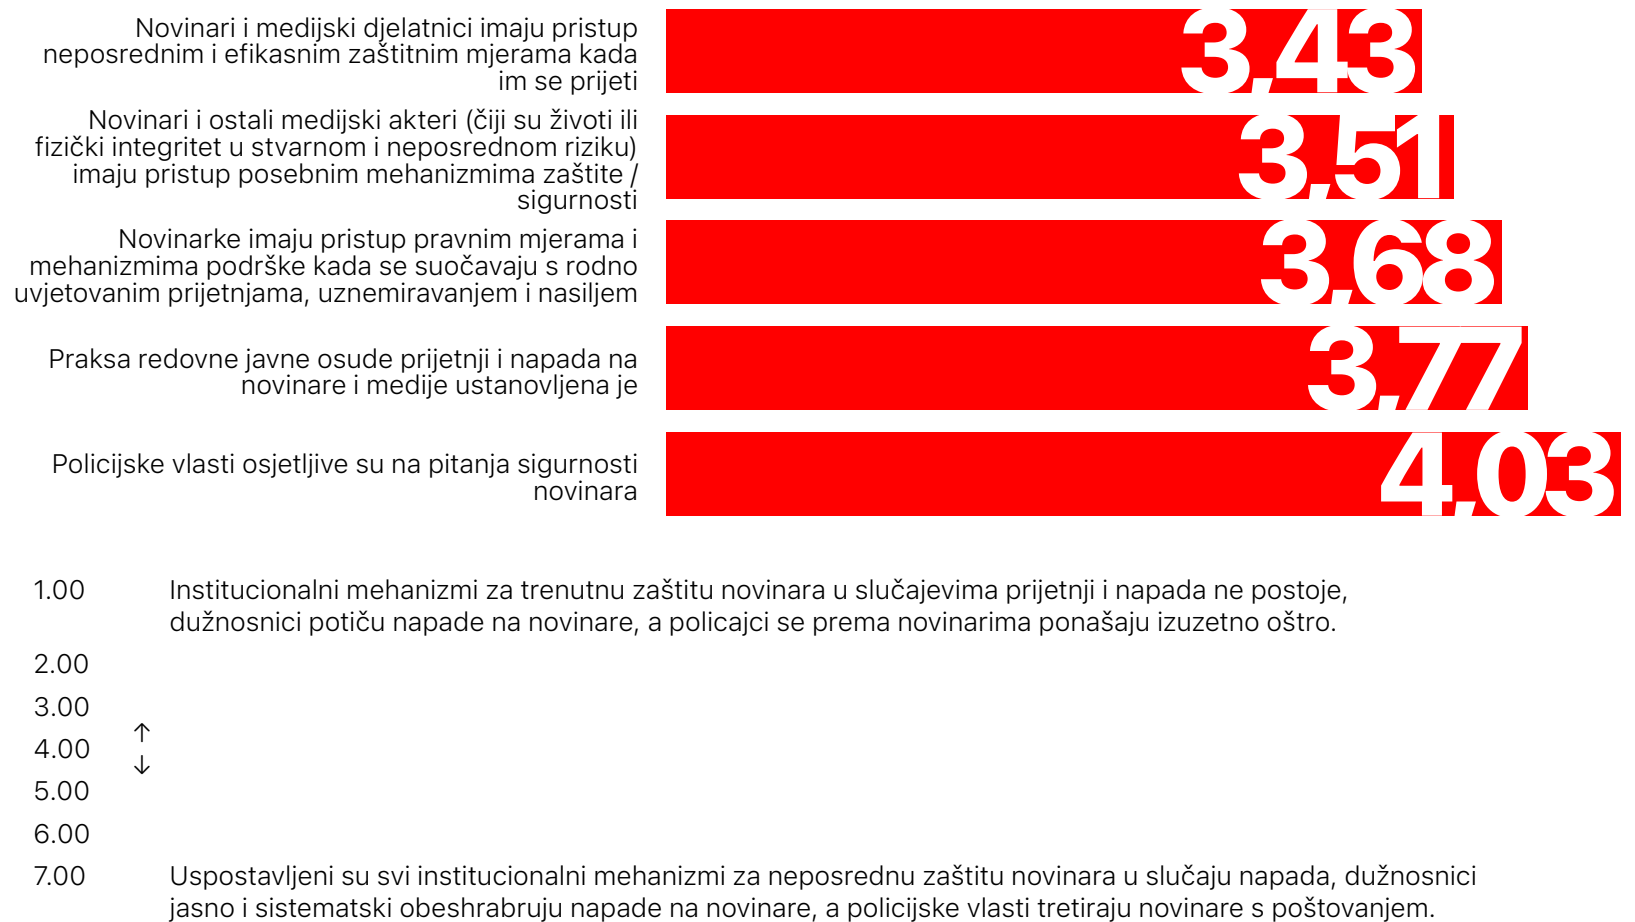 Novinari i medijski djelatnici imaju pristup
neposrednim i efikasnim zaštitnim mjerama kada
im se prijeti
3,43
Novinari i ostali medijski akteri (čiji su životi ili
fizički integritet u stvarnom i neposrednom riziku)
imaju pristup posebnim mehanizmima zaštite /
sigurnosti
3,51
Novinarke imaju pristup pravnim mjerama i
mehanizmima podrške kada se suočavaju s rodno
uvjetovanim prijetnjama, uznemiravanjem i nasiljem
3,68
Praksa redovne javne osude prijetnji i napada na
novinare i medije ustanovljena je
3,77
Policijske vlasti osjetljive su na pitanja sigurnosti
novinara
4,03
1.00 Institucionalni mehanizmi za trenutnu zaštitu novinara u slučajevima prijetnji i napada ne postoje,
dužnosnici potiču napade na novinare, a policajci se prema novinarima ponašaju izuzetno oštro.
2.00
3.00
↑
4.00
↓
5.00
6.00
7.00 Uspostavljeni su svi institucionalni mehanizmi za neposrednu zaštitu novinara u slučaju napada, dužnosnici
jasno i sistematski obeshrabruju napade na novinare, a policijske vlasti tretiraju novinare s poštovanjem.